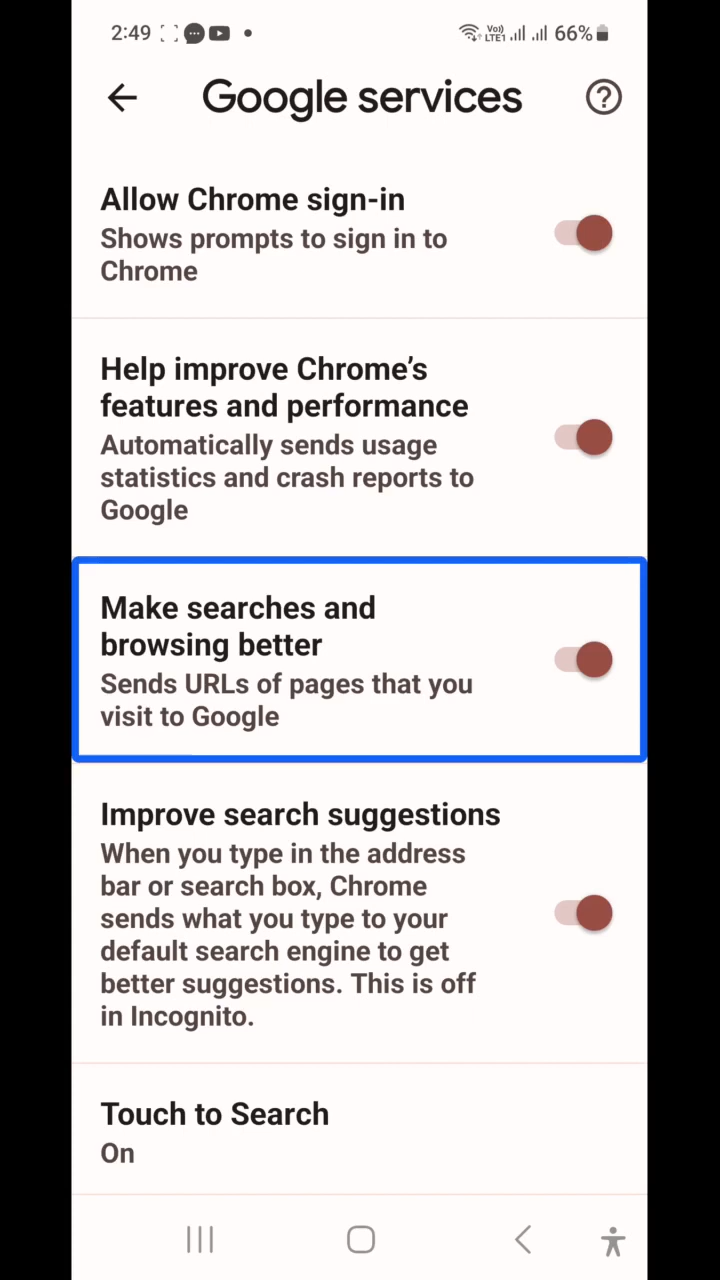 2:49 Vo) LTE1 66%
Google services
Allow Chrome sign-in
Shows prompts to sign in to
Chrome
Help improve Chrome’s
features and performance
Automatically sends usage
statistics and crash reports to
Google
Make searches and
browsing better
Sends URLs of pages that you
visit to Google
Improve search suggestions
When you type in the address
bar or search box, Chrome
sends what you type to your
default search engine to get
better suggestions. This is off
in Incognito.
Touch to Search
On